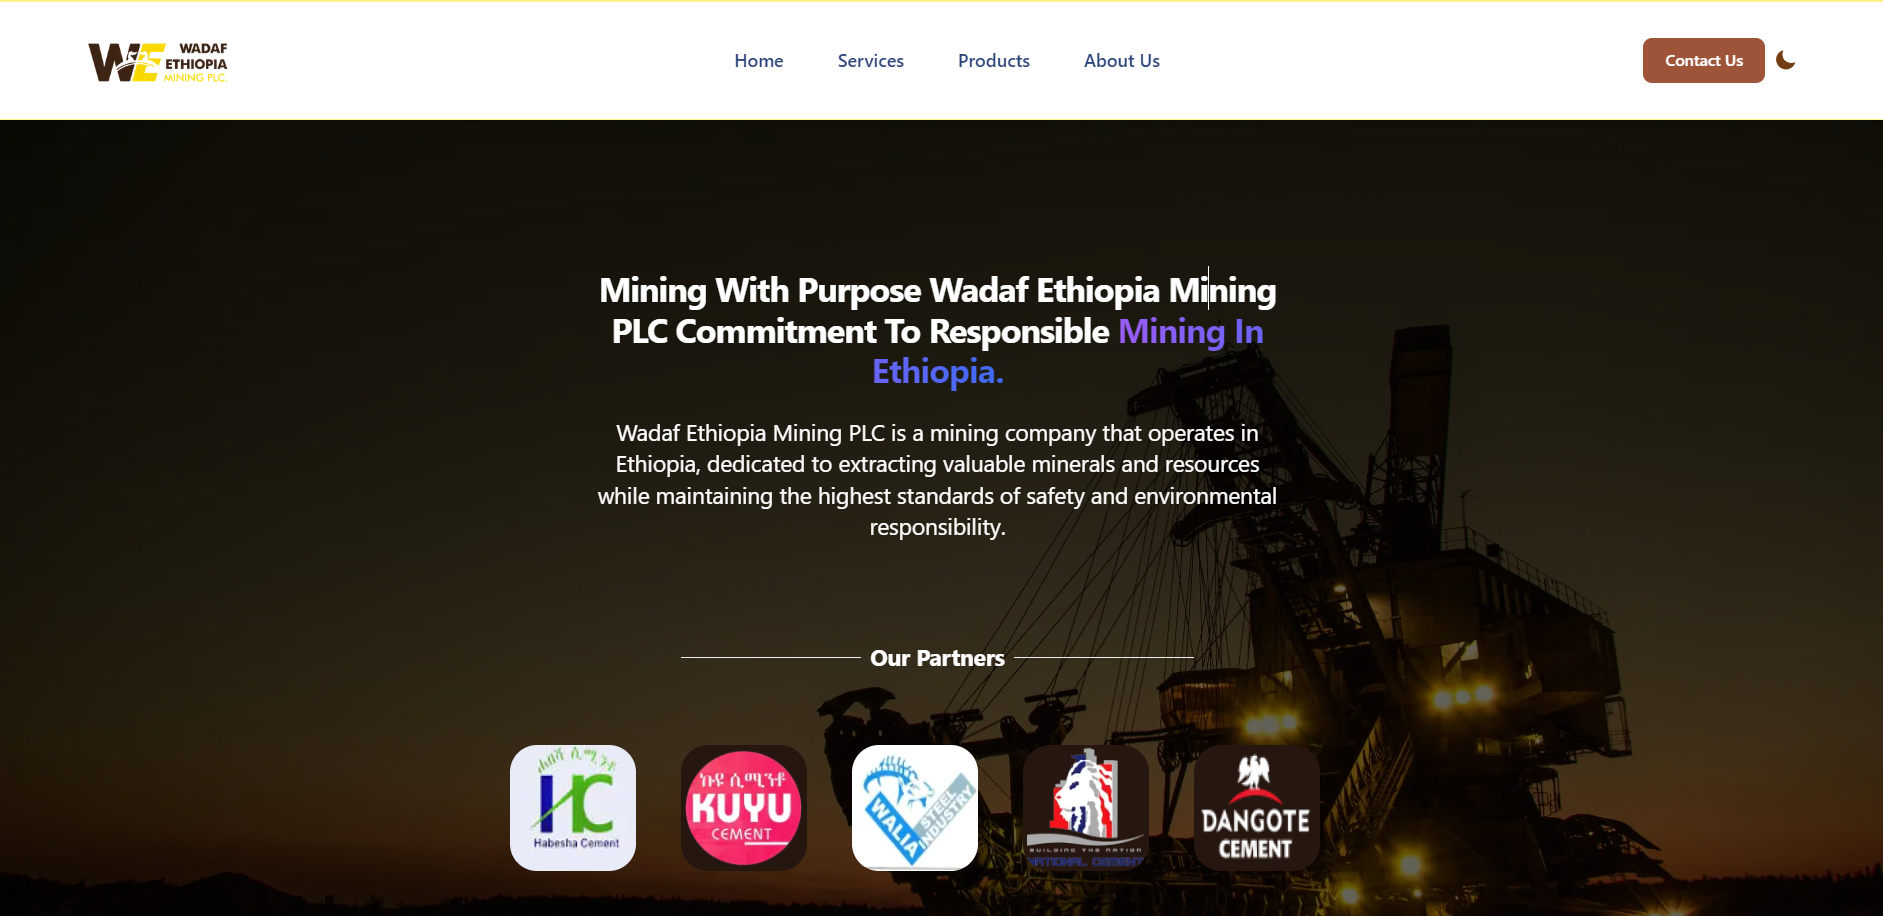 WADAF
ETHIOPIA
MINING PLC.
Home
Services
Products
About Us
Contact Us
Mining With Purpose Wadaf Ethiopia Mining
PLC Commitment To Responsible Mining In
Ethiopia.
Wadaf Ethiopia Mining PLC is a mining company that operates in
Ethiopia, dedicated to extracting valuable minerals and resources
while maintaining the highest standards of safety and environmental
responsibility.
Our Partners
ሐበሻ ሲሚንቶ
HC
Habesha Cement
ኩዩ ሲሚንቶ
KUYU
CEMENT
WALIA
STEEL
INDUSTRY
BUILDING THE NATION
NATIONAL CEMENT
DANGOTE
CEMENT